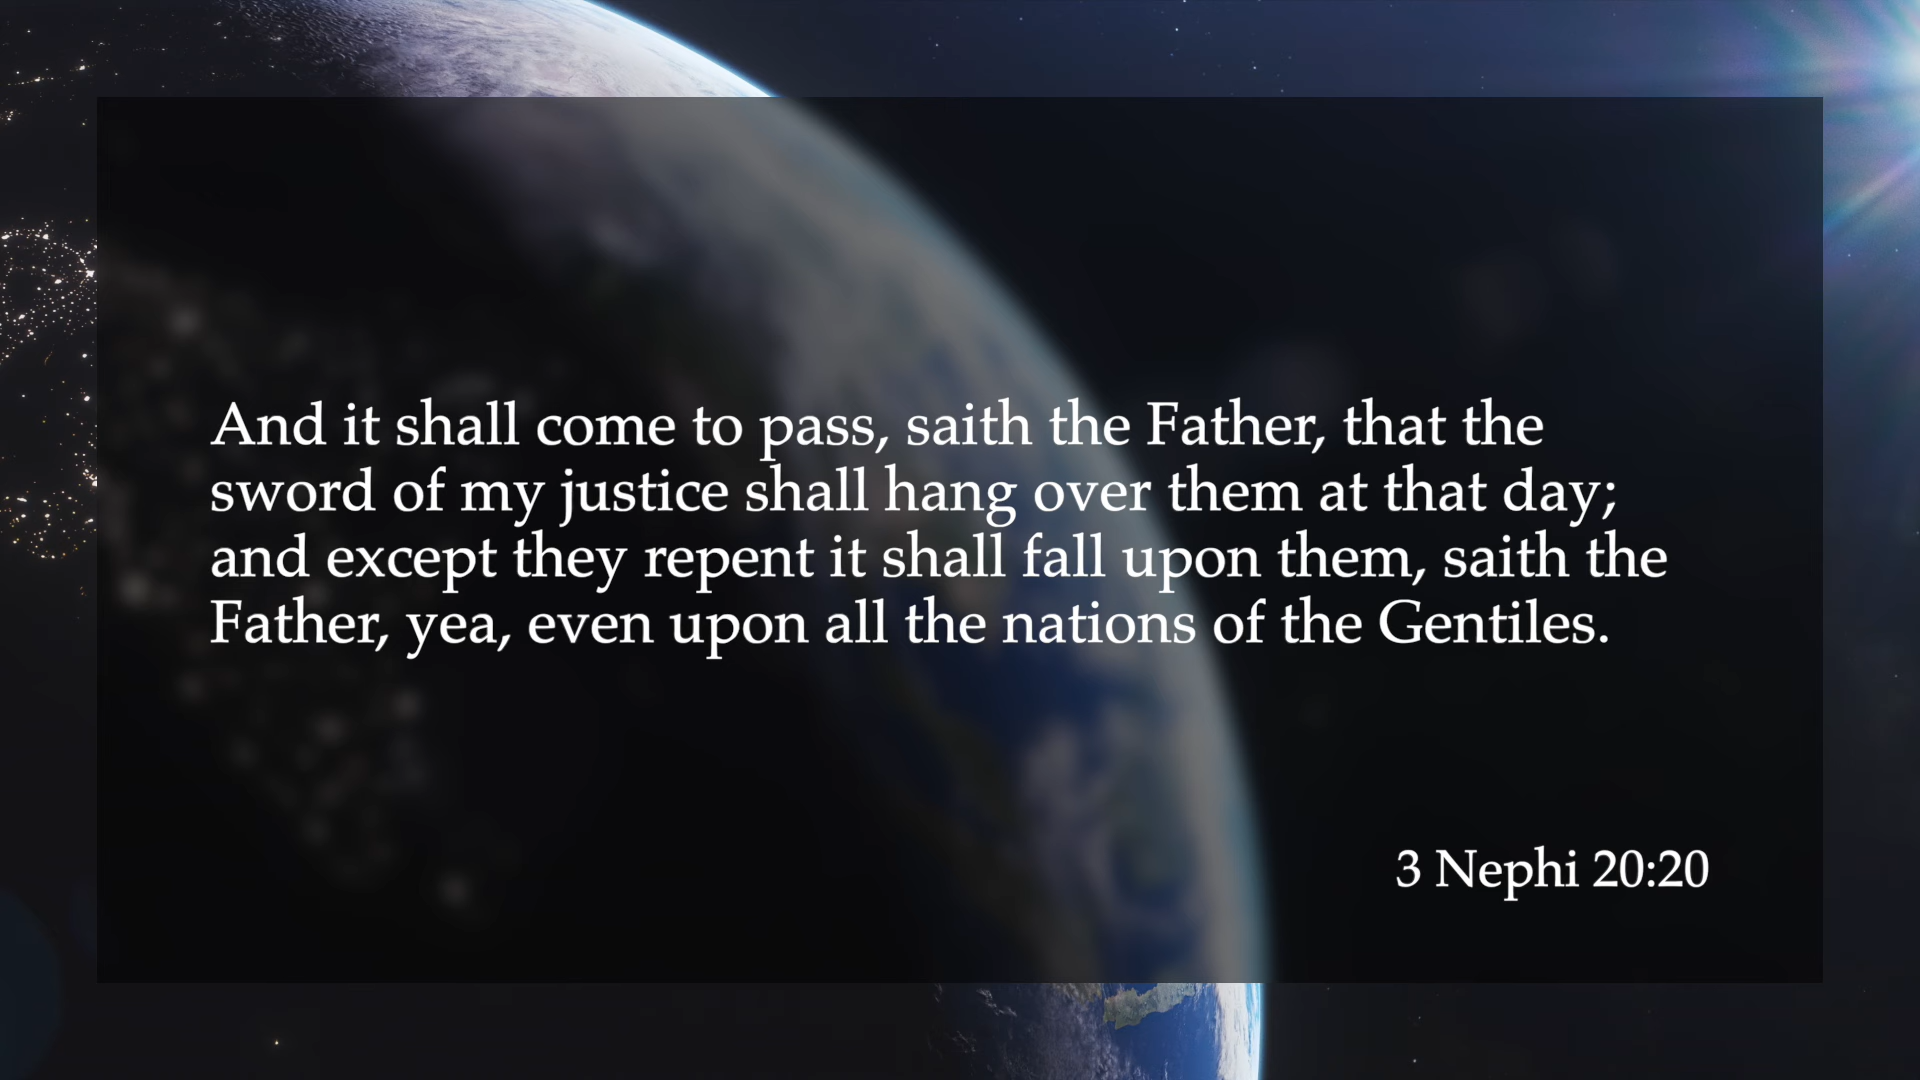 And it shall come to pass, saith the Father, that the
sword of my justice shall hang over them at that day;
and except they repent it shall fall upon them, saith the
Father, yea, even upon all the nations of the Gentiles.
3 Nephi 20:20